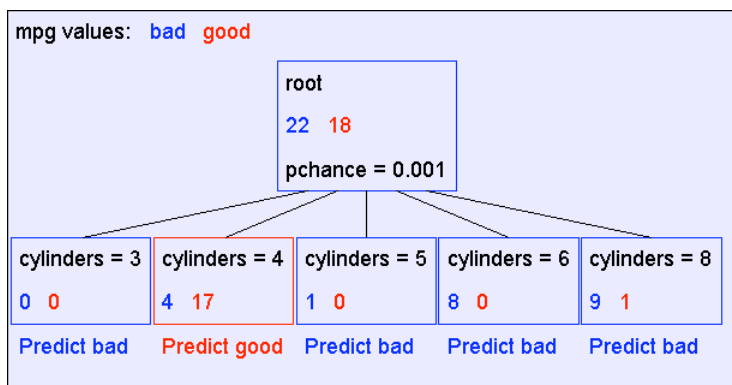 mpg values: bad good
root
22 18
pchance = 0.001
cylinders = 3 cylinders = 4 cylinders = 5 cylinders = 6 cylinders = 8
0 0 4 17 1 0 8 0 9 1
Predict bad Predict good Predict bad Predict bad Predict bad